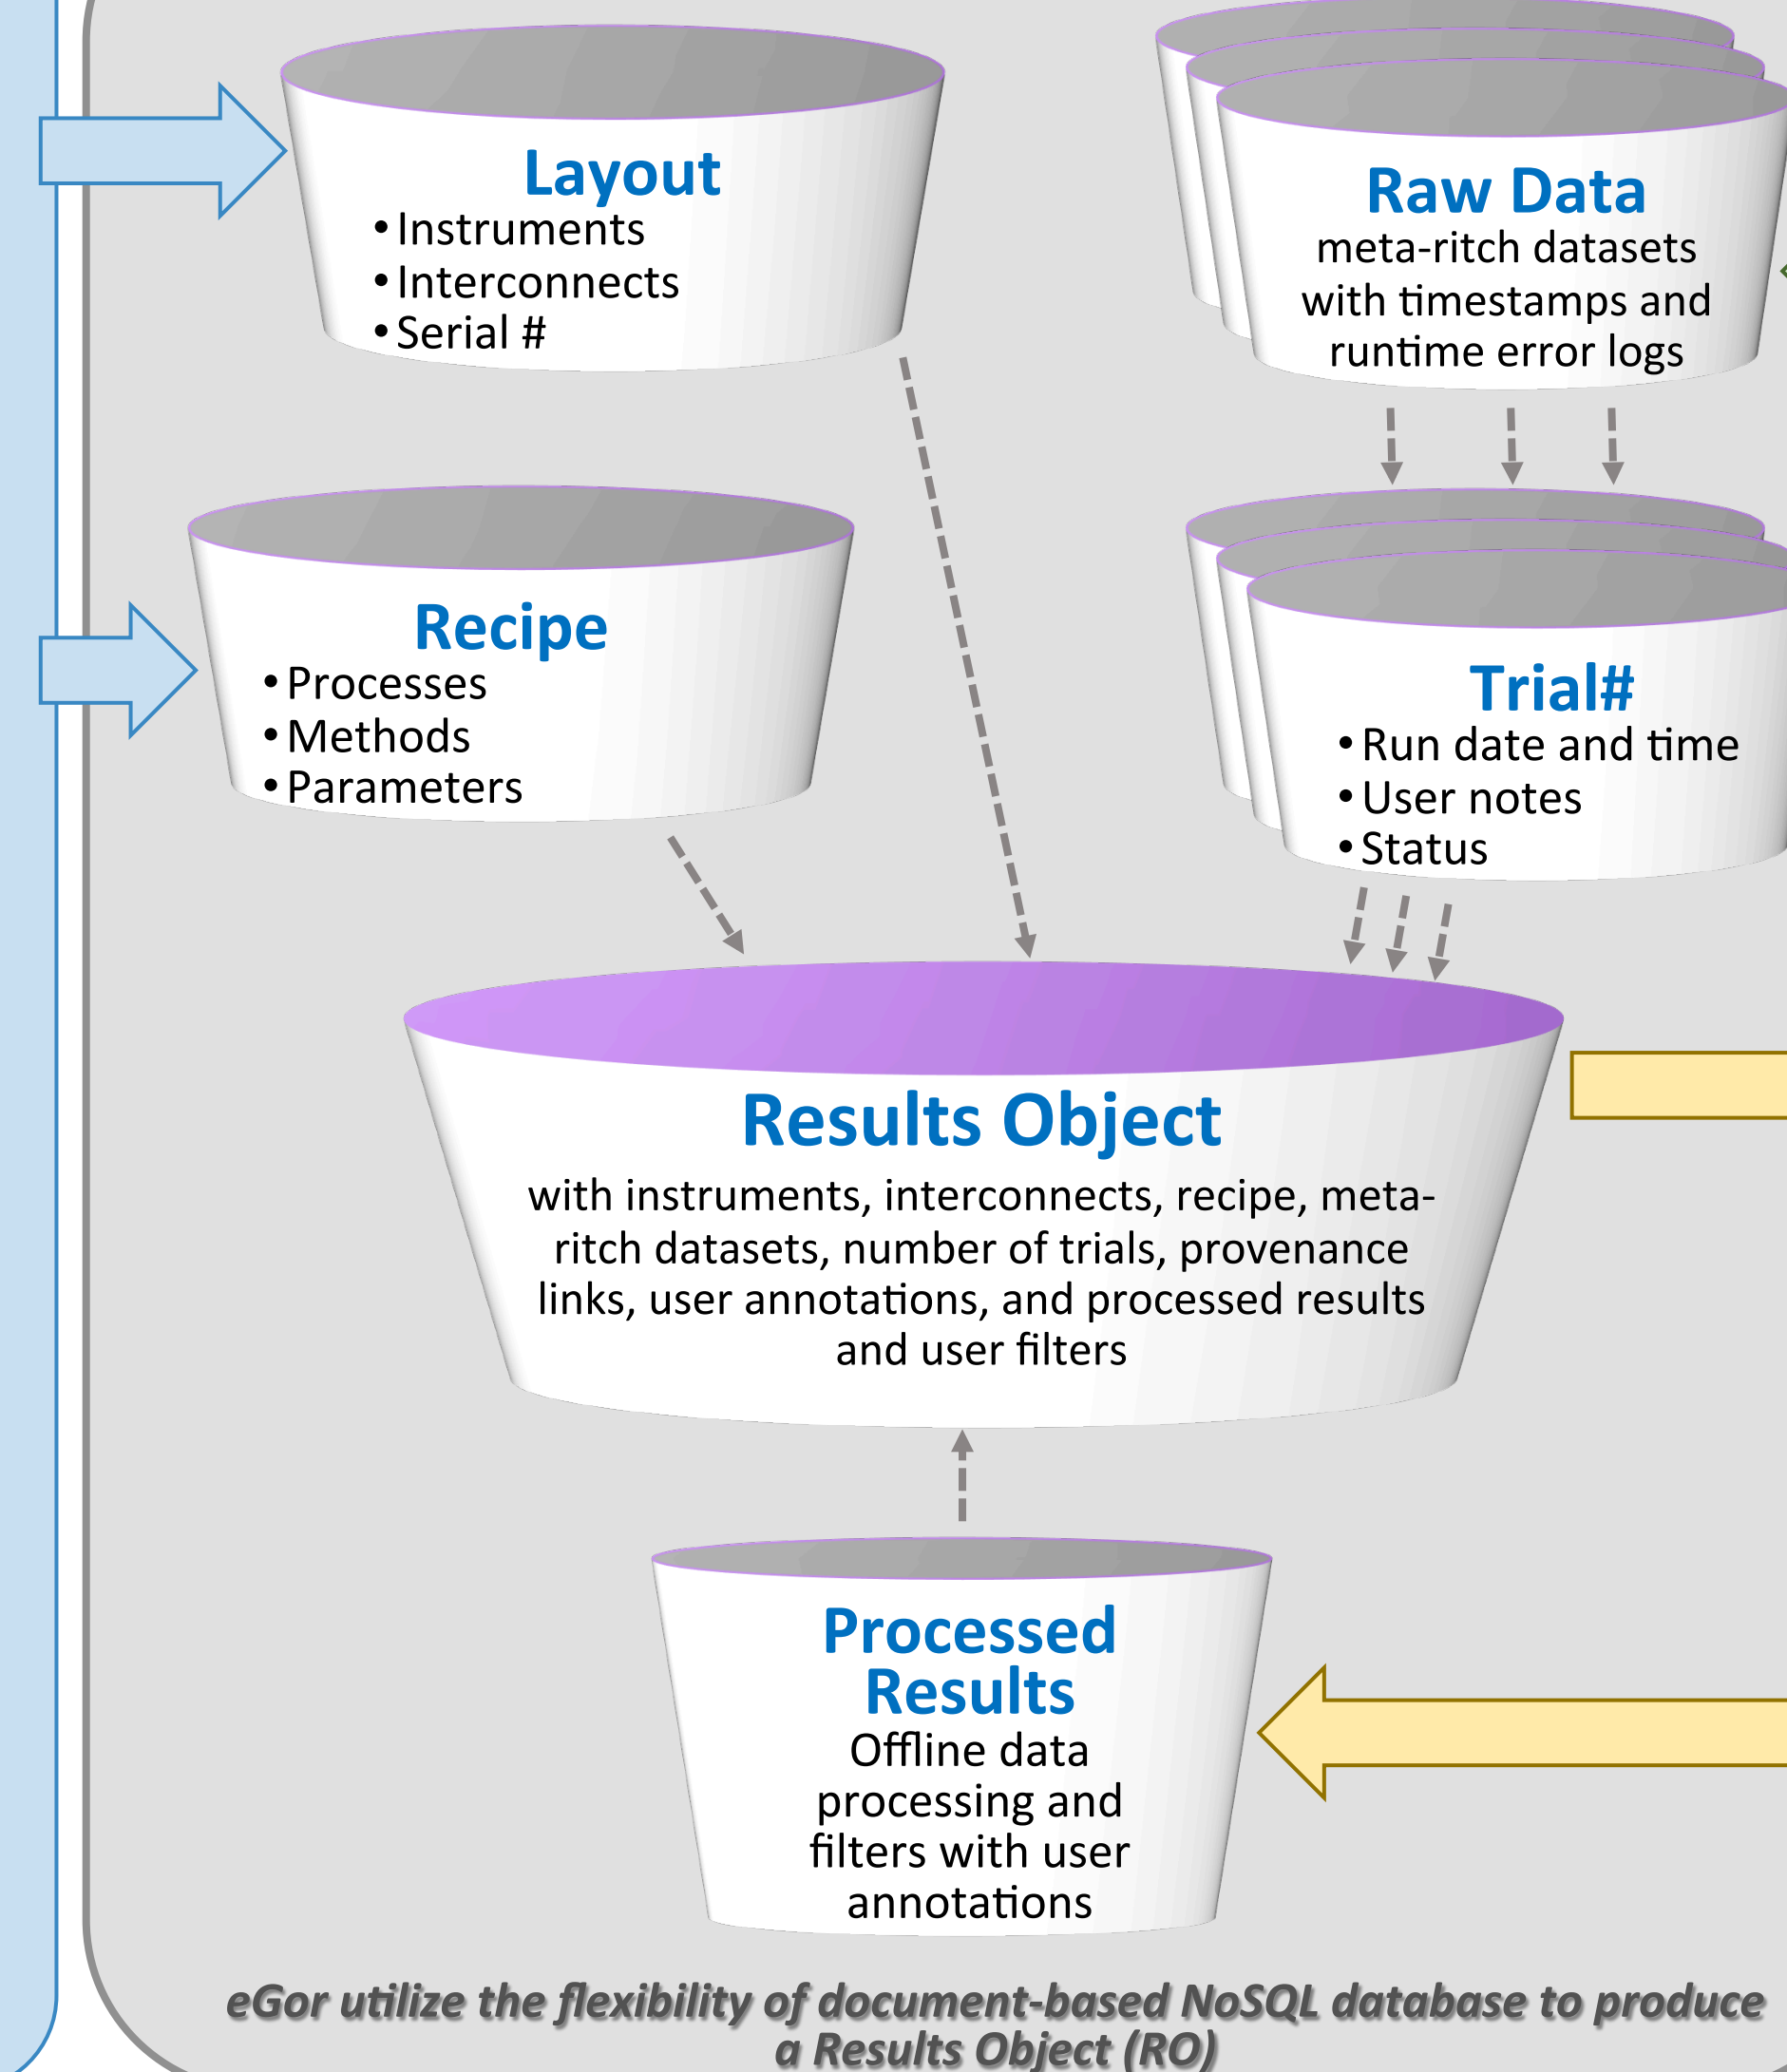 Layout
• Instruments
• Interconnects
• Serial #
Raw Data
meta-ritch datasets
with timestamps and
runtime error logs
Recipe
• Processes
• Methods
• Parameters
Trial#
• Run date and time
• User notes
• Status
Results Object
with instruments, interconnects, recipe, meta-
ritch datasets, number of trials, provenance
links, user annotations, and processed results
and user filters
Processed
Results
Offline data
processing and
filters with user
annotations
eGor utilize the flexibility of document-based NoSQL database to produce
a Results Object (RO)